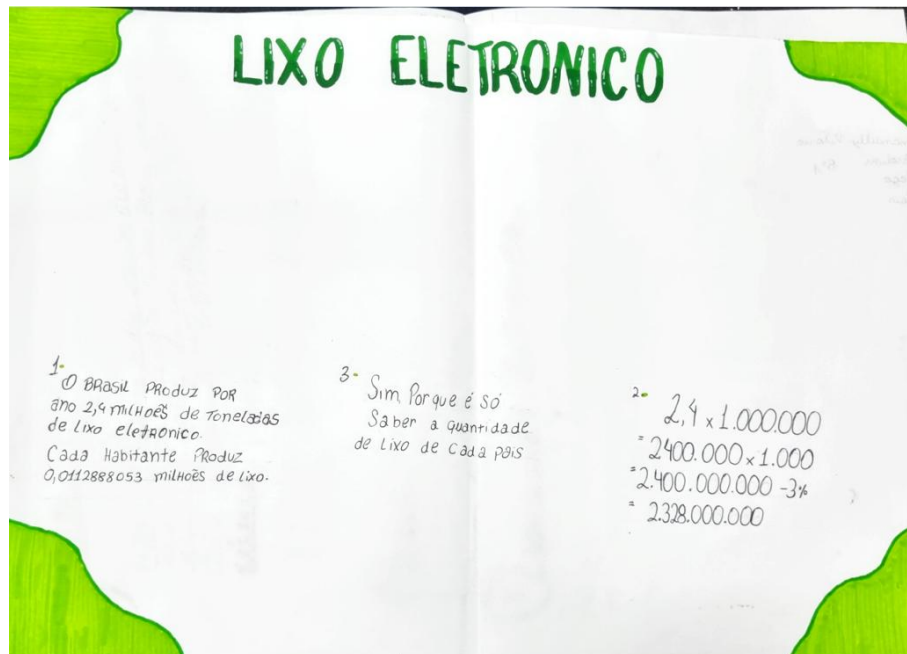 LIXO ELETRONICO
1-
O BRASIL PRODUZ POR
ano 2,4 milHoēs de Toneladas
de Lixo eletRonico.
Cada Habitante PRODUZ
0,0112888053 milHoēs de Lixo.
3-
Sim Porque é só
Saber a quantidade
de Lixo de Cada país
2-
2,4 x 1.000.000
= 2400.000 x 1.000
= 2.400.000.000 -3%
= 2.328.000.000